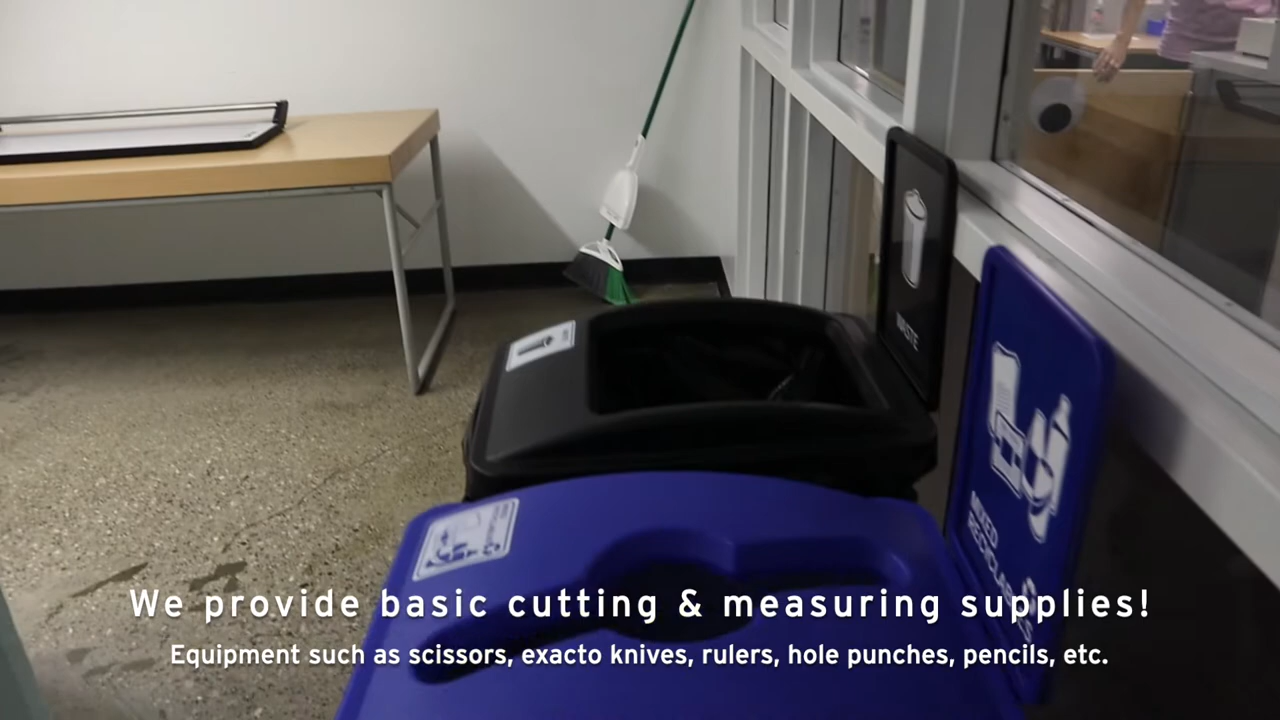 WASTE
MIXED
RECYCLABLES
We provide basic cutting & measuring supplies!
Equipment such as scissors, exacto knives, rulers, hole punches, pencils, etc.